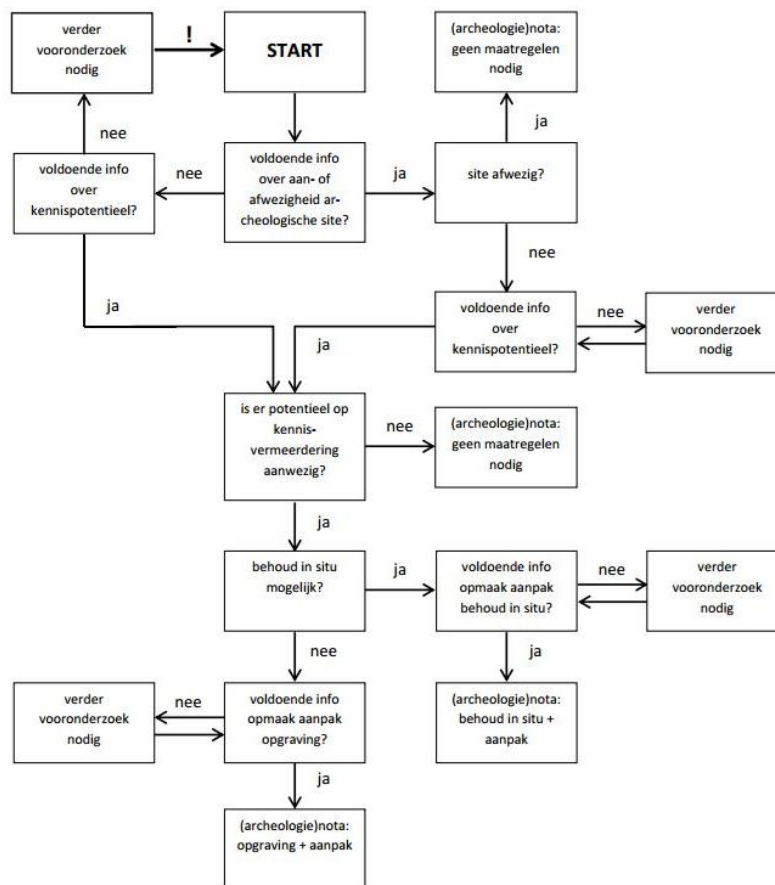 verder
vooronderzoek
nodig
!
START
(archeologie)nota:
geen maatregelen
nodig
nee
ja
voldoende info
over
kennispotentieel?
nee
voldoende info
over aan- of
afwezigheid ar-
cheologische site?
ja
site afwezig?
nee
ja
voldoende info
over
kennispotentieel?
nee
verder
vooronderzoek
nodig
ja
is er potentieel op
kennis-
vermeerdering
aanwezig?
nee
(archeologie)nota:
geen maatregelen
nodig
ja
behoud in situ
mogelijk?
ja
voldoende info
opmaak aanpak
behoud in situ?
nee
verder
vooronderzoek
nodig
nee
ja
verder
vooronderzoek
nodig
nee
voldoende info
opmaak aanpak
opgraving?
(archeologie)nota:
behoud in situ +
aanpak
ja
(archeologie)nota:
opgraving + aanpak